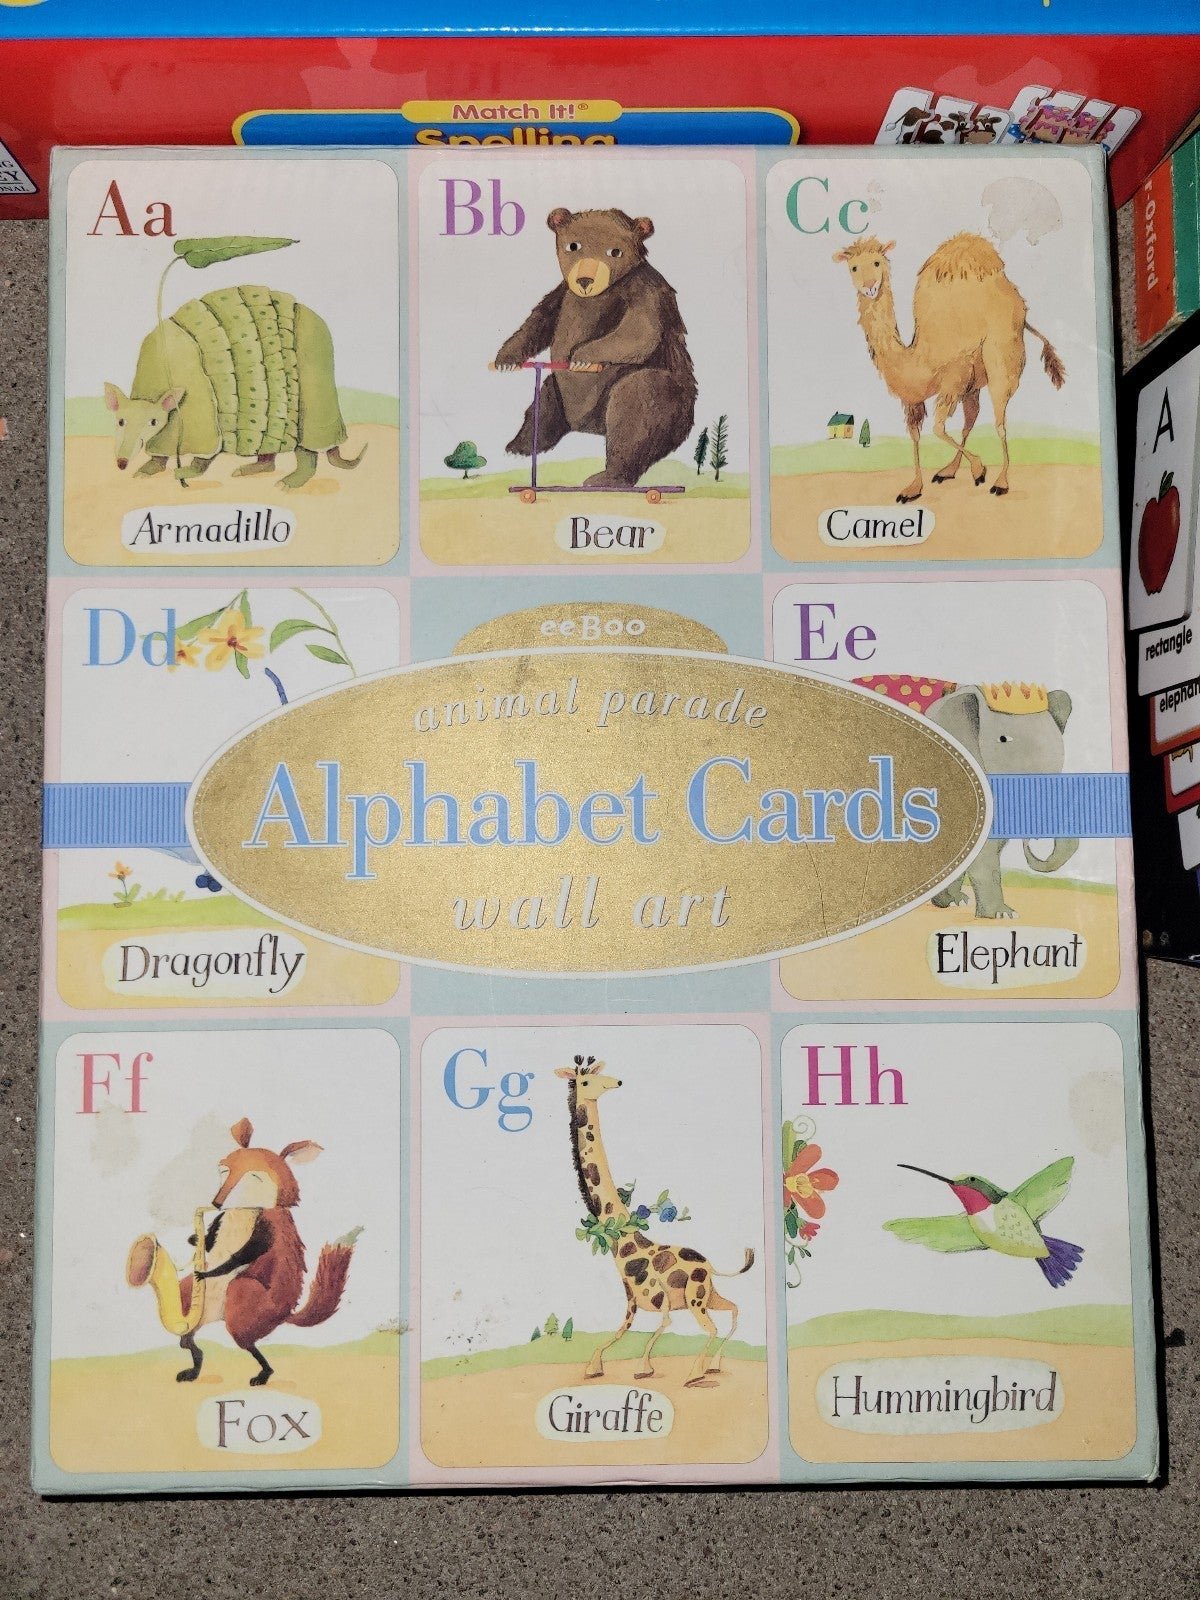 Match It!®
Spelling
Aa
Bb
Cc
Armadillo
Bear
Camel
Dd
Ee
eeBoo
animal parade
Alphabet Cards
wall art
Dragonfly
Elephant
Ff
Gg
Hh
Fox
Giraffe
Hummingbird
r-Oxford
A
rectangle
elephan